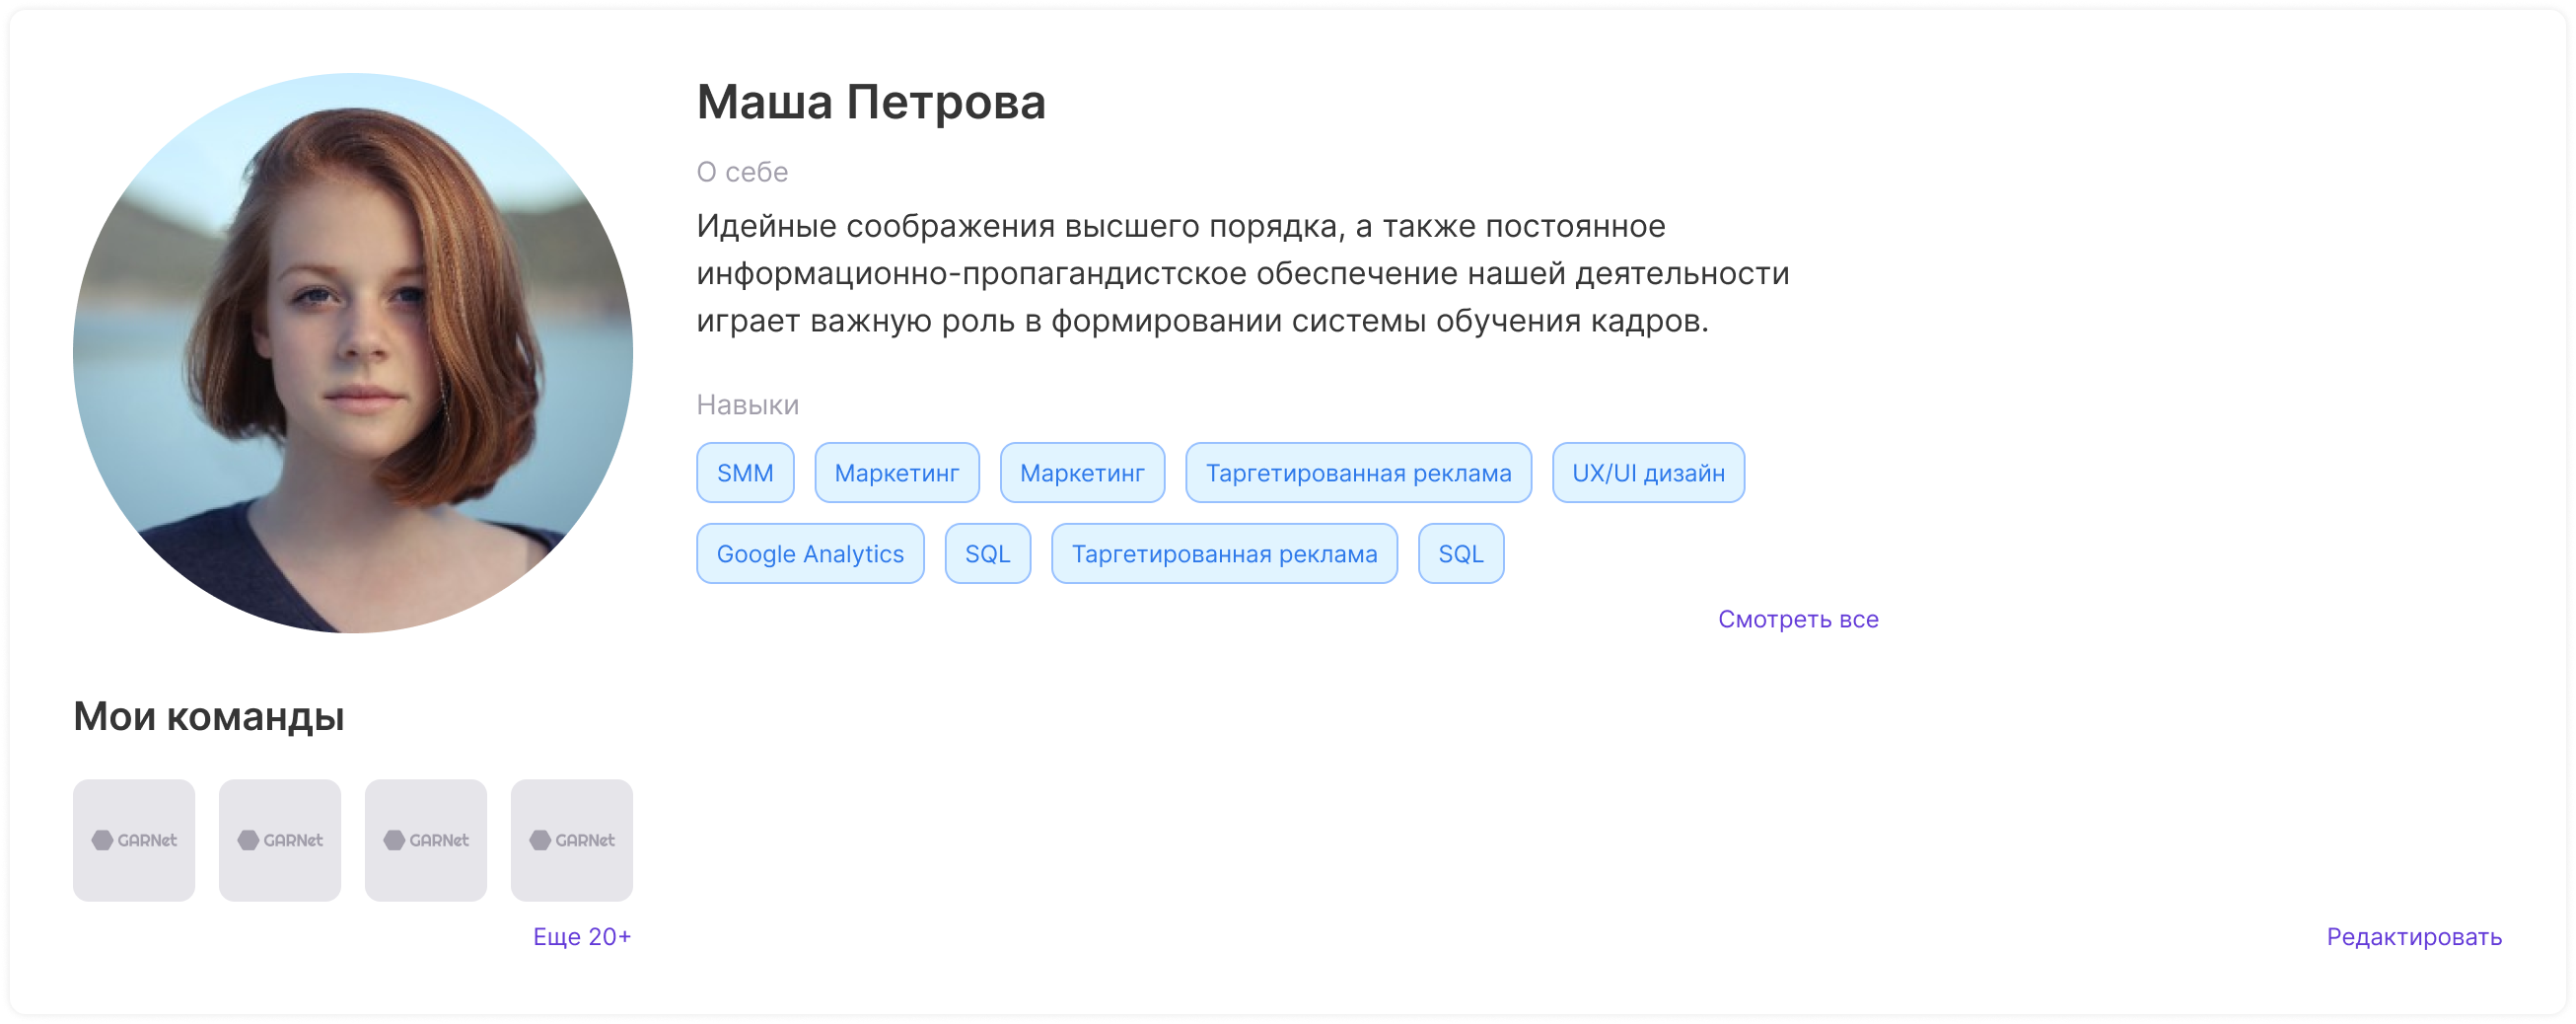 Маша Петрова
О себе
Идейные соображения высшего порядка, а также постоянное
информационно-пропагандистское обеспечение нашей деятельности
играет важную роль в формировании системы обучения кадров.
Навыки
SMM Маркетинг Маркетинг Таргетированная реклама UX/UI дизайн
Google Analytics SQL Таргетированная реклама SQL
Смотреть все
Мои команды
GARNet GARNet GARNet GARNet
Еще 20+
Редактировать